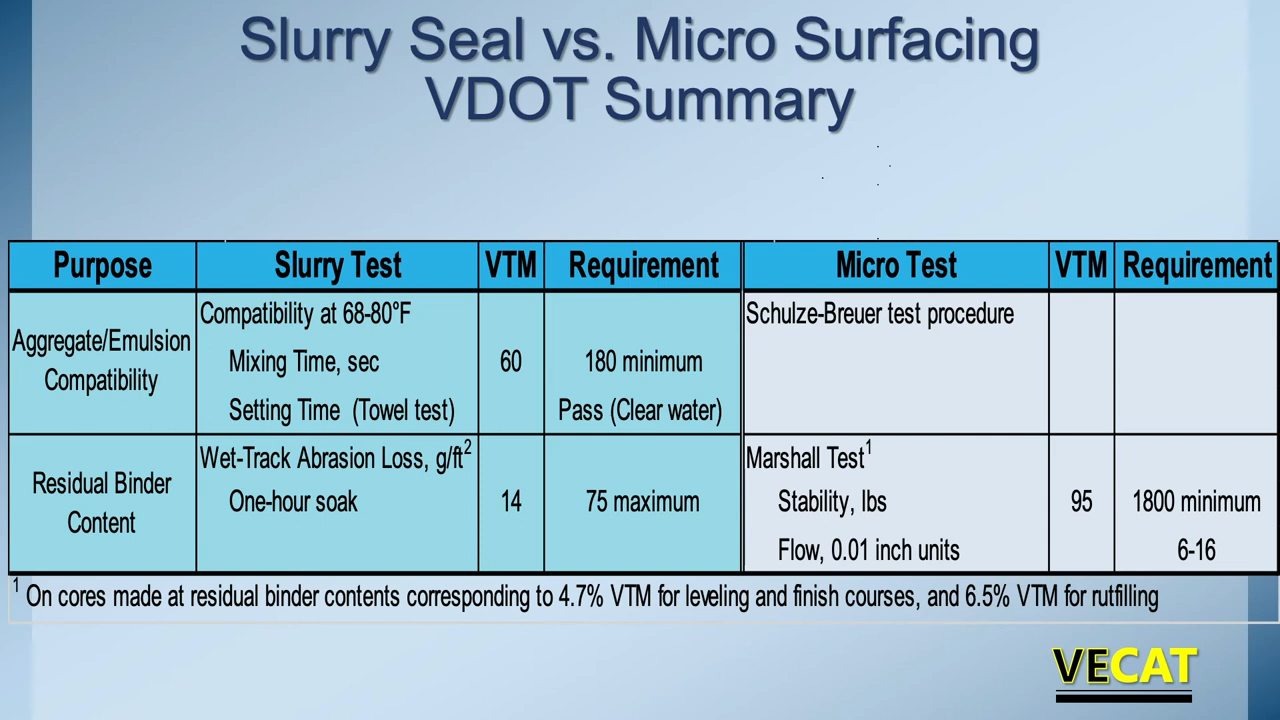 Slurry Seal vs. Micro Surfacing
VDOT Summary
Purpose Slurry Test VTM Requirement Micro Test VTM Requirement
Aggregate/Emulsion Compatibility
Compatibility at 68-80°F
Mixing Time, sec 60 180 minimum
Setting Time (Towel test) Pass (Clear water)
Schulze-Breuer test procedure
Residual Binder Content
Wet-Track Abrasion Loss, g/ft²
One-hour soak 14 75 maximum
Marshall Test¹
Stability, lbs 95 1800 minimum
Flow, 0.01 inch units 6-16
¹ On cores made at residual binder contents corresponding to 4.7% VTM for leveling and finish courses, and 6.5% VTM for rutfilling
VECAT